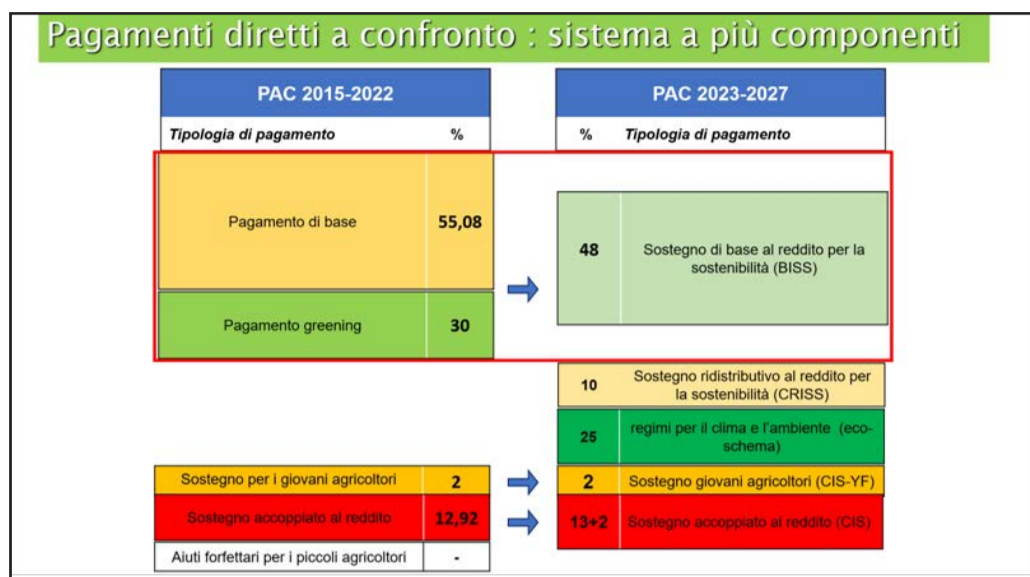 Pagamenti diretti a confronto : sistema a più componenti
PAC 2015-2022
Tipologia di pagamento %
Pagamento di base 55,08
Pagamento greening 30
Sostegno per i giovani agricoltori 2
Sostegno accoppiato al reddito 12,92
Aiuti forfettari per i piccoli agricoltori -
PAC 2023-2027
% Tipologia di pagamento
48 Sostegno di base al reddito per la
sostenibilità (BISS)
10 Sostegno ridistributivo al reddito per
la sostenibilità (CRISS)
25 regimi per il clima e l'ambiente (eco-
schema)
2 Sostegno giovani agricoltori (CIS-YF)
13+2 Sostegno accoppiato al reddito (CIS)